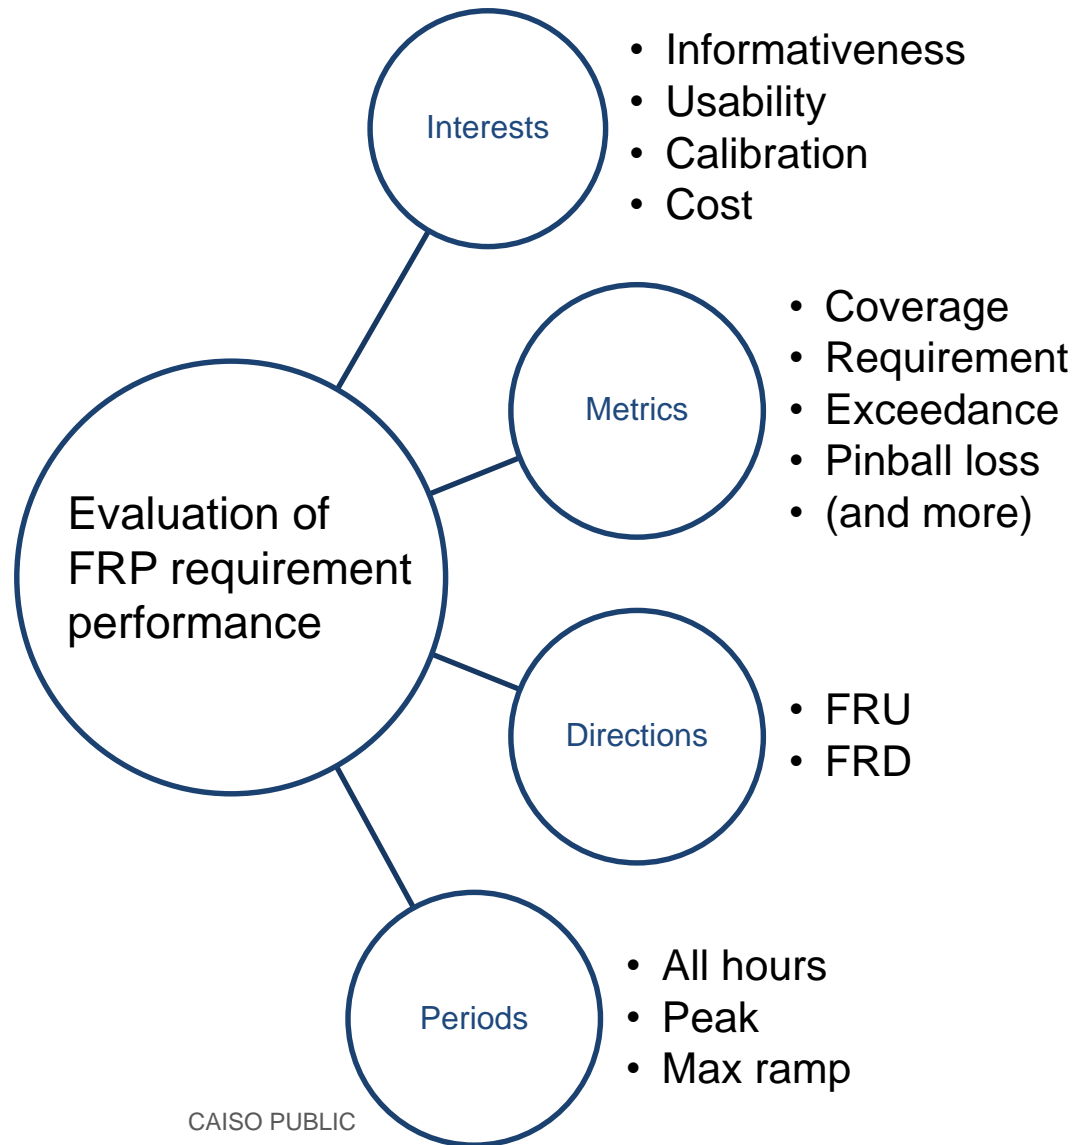 Interests
• Informativeness
• Usability
• Calibration
• Cost
Metrics
• Coverage
• Requirement
• Exceedance
• Pinball loss
• (and more)
Evaluation of
FRP requirement
performance
Directions
• FRU
• FRD
Periods
• All hours
• Peak
• Max ramp
CAISO PUBLIC